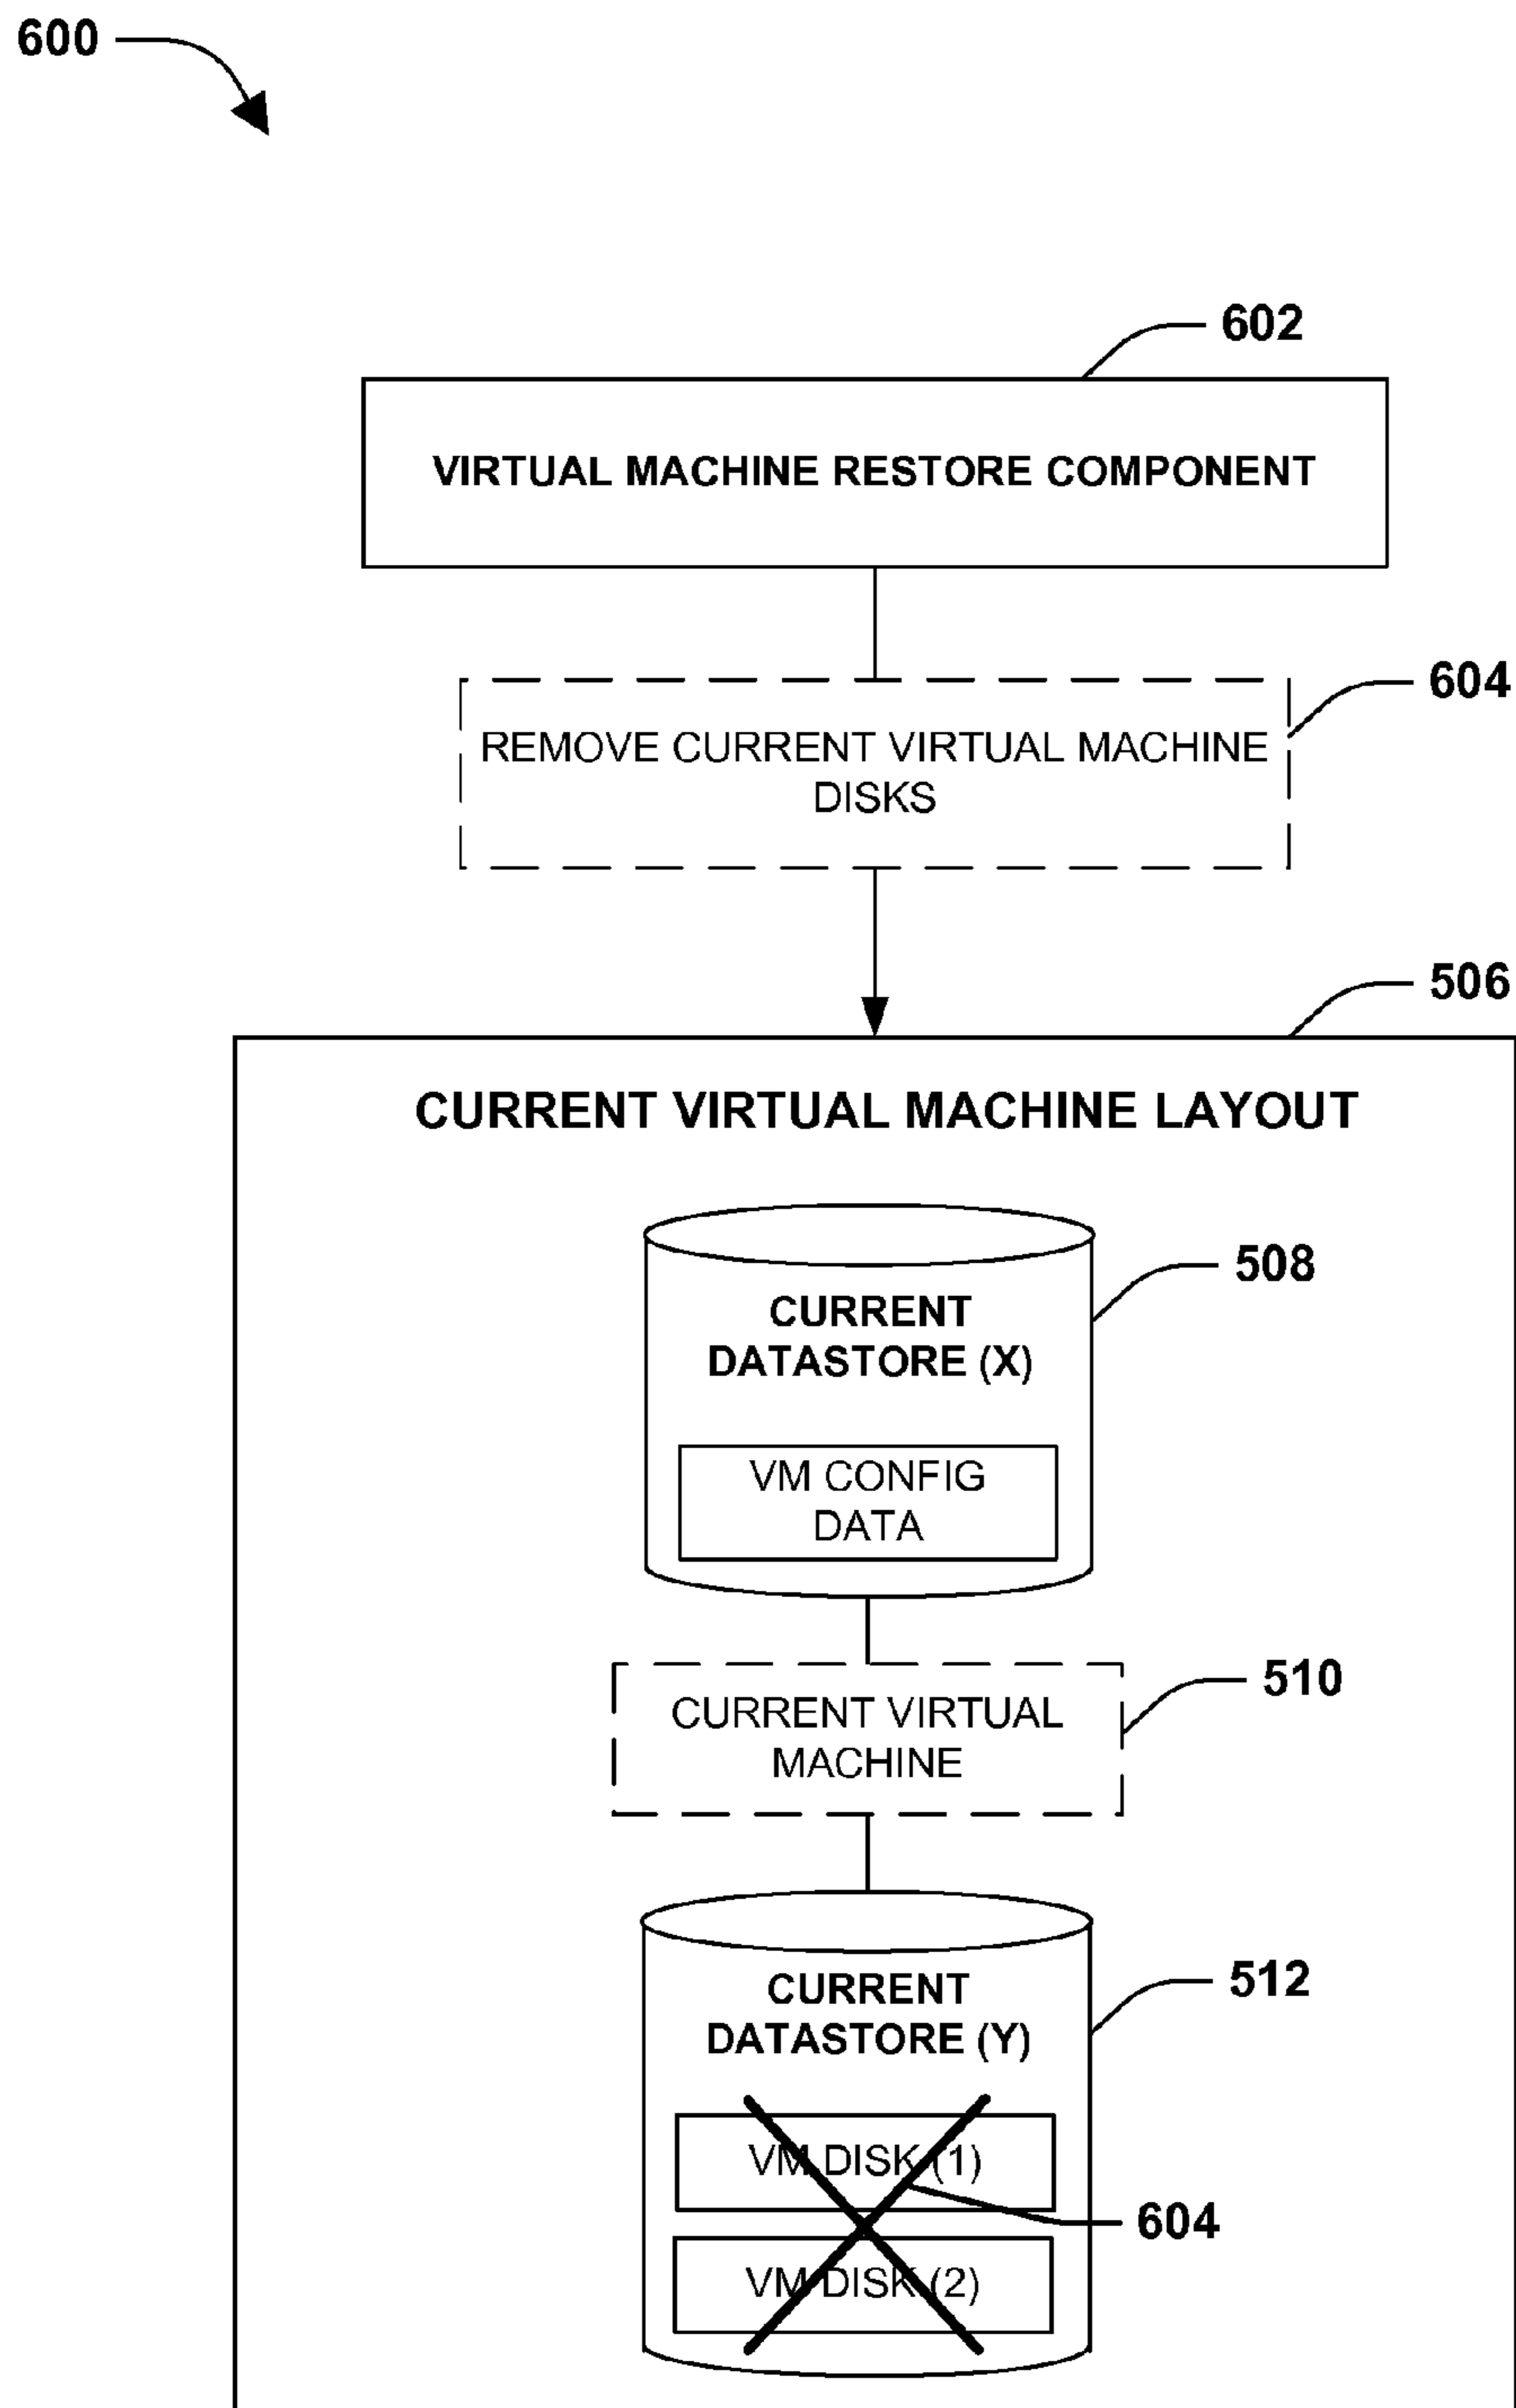 600
602
VIRTUAL MACHINE RESTORE COMPONENT
604
REMOVE CURRENT VIRTUAL MACHINE
DISKS
506
CURRENT VIRTUAL MACHINE LAYOUT
508
CURRENT
DATASTORE (X)
VM CONFIG
DATA
510
CURRENT VIRTUAL
MACHINE
512
CURRENT
DATASTORE (Y)
VM DISK (1)
604
VM DISK (2)